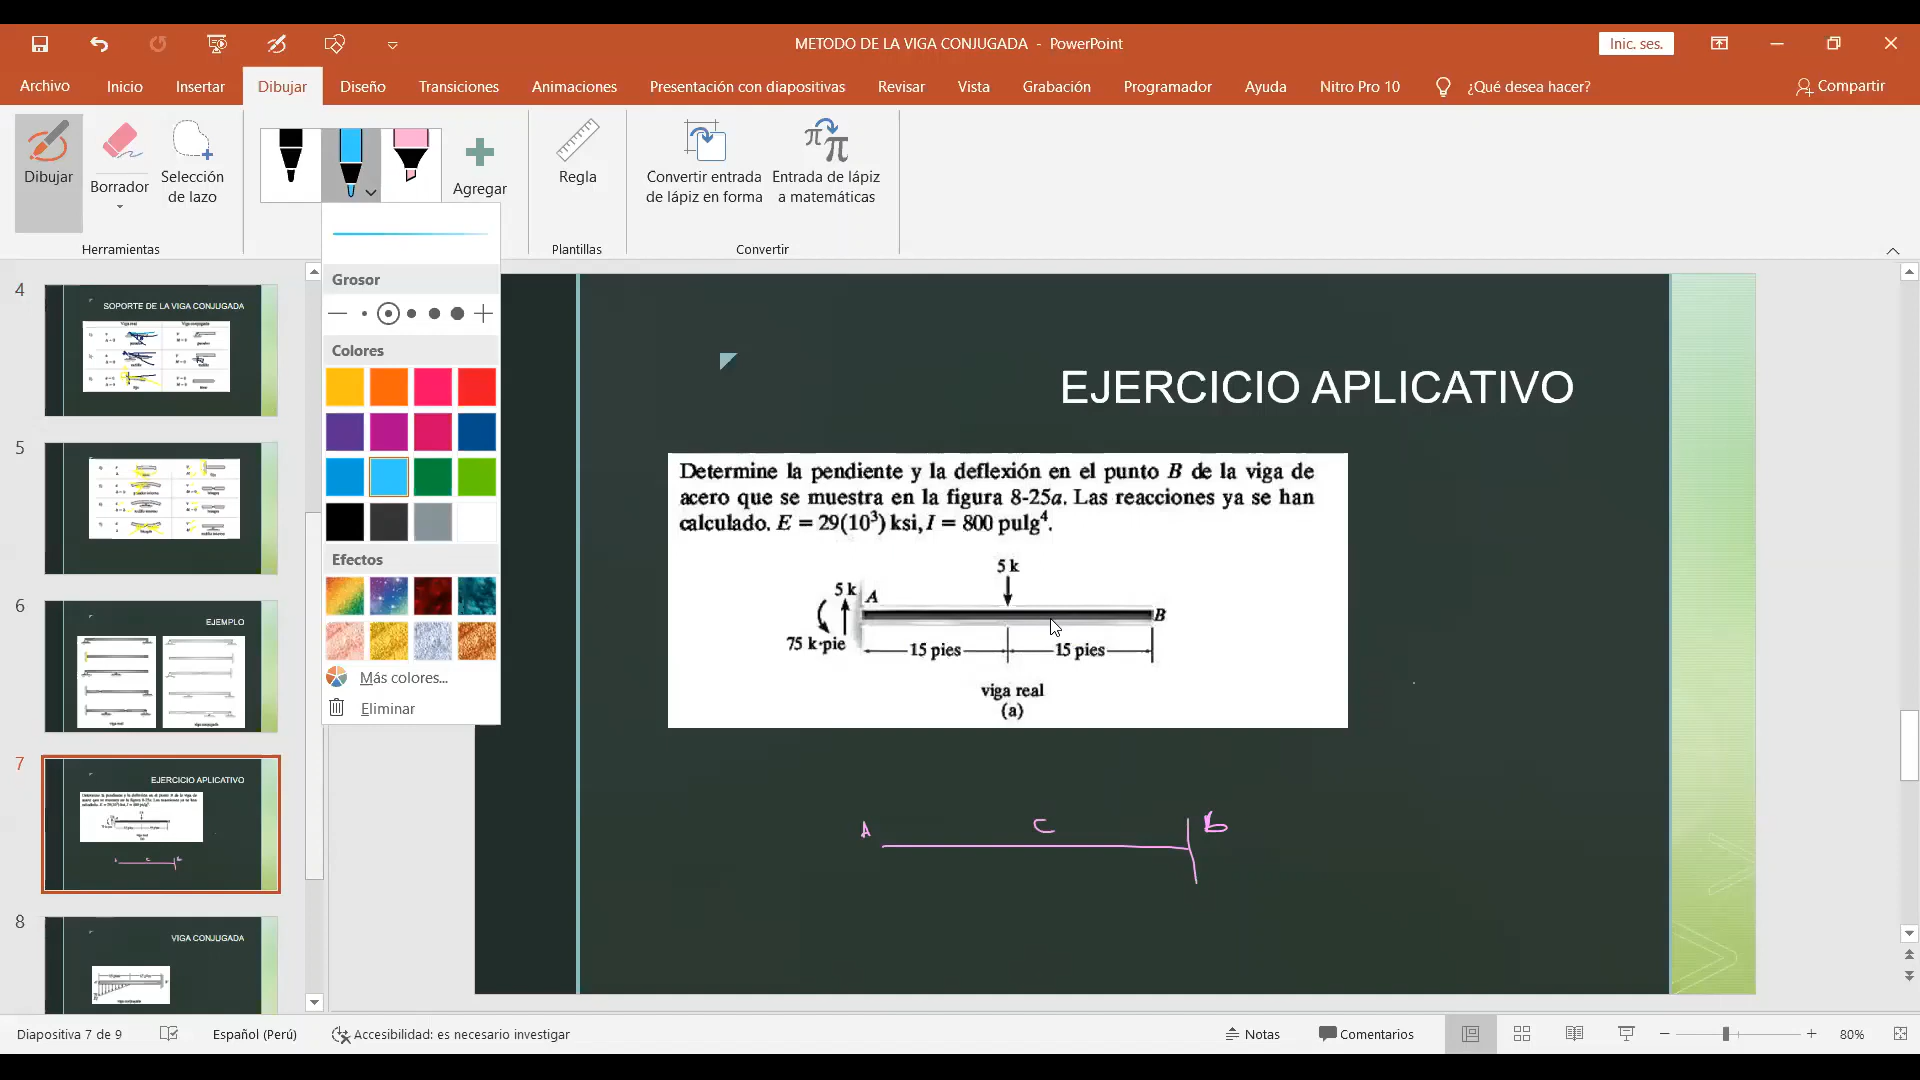 METODO DE LA VIGA CONJUGADA - PowerPoint
Inic. ses.
Archivo
Inicio
Insertar
Dibujar
Diseño
Transiciones
Animaciones
Presentación con diapositivas
Revisar
Vista
Grabación
Programador
Ayuda
Nitro Pro 10
¿Qué desea hacer?
Compartir
Dibujar
Borrador
Selección
de lazo
Agregar
Regla
Convertir entrada
de lápiz en forma
Entrada de lápiz
a matemáticas
Herramientas
Plantillas
Convertir
Grosor
Colores
Efectos
Más colores...
Eliminar
4
SOPORTE DE LA VIGA CONJUGADA
5
6
EJEMPLO
7
EJERCICIO APLICATIVO
8
VIGA CONJUGADA
EJERCICIO APLICATIVO
Determine la pendiente y la deflexión en el punto B de la viga de
acero que se muestra en la figura 8-25a. Las reacciones ya se han
calculado. E = 29(10³) ksi, I = 800 pulg⁴.
5 k
5 k
A
B
75 k·pie
15 pies
15 pies
viga real
(a)
A
C
b
Diapositiva 7 de 9
Español (Perú)
Accesibilidad: es necesario investigar
Notas
Comentarios
80%